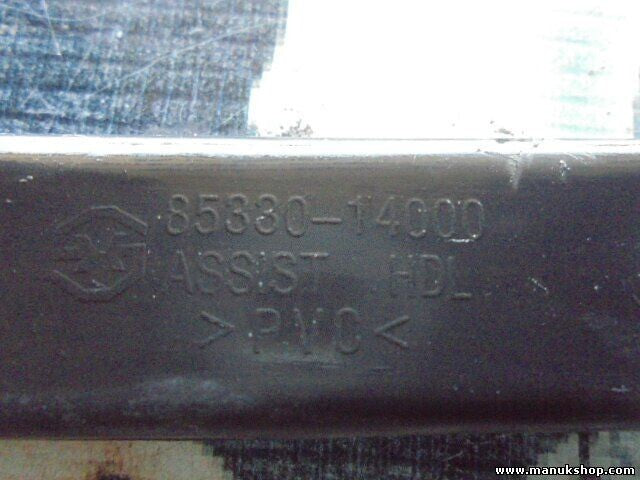 85330-14000
ASSIST HDL.
>PVC<
www.manukshop.com